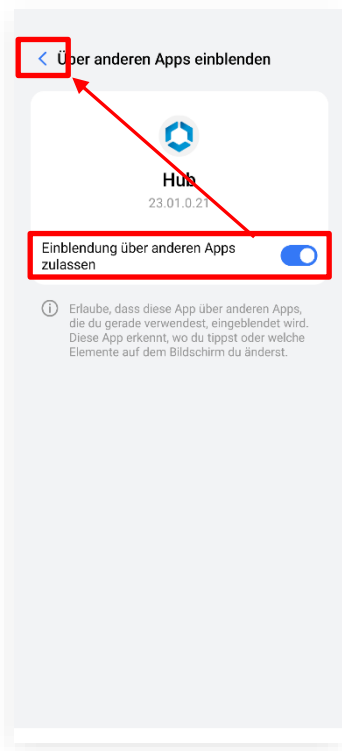 Über anderen Apps einblenden
Hub
23.01.0.21
Einblendung über anderen Apps
zulassen
Erlaube, dass diese App über anderen Apps,
die du gerade verwendest, eingeblendet wird.
Diese App erkennt, wo du tippst oder welche
Elemente auf dem Bildschirm du änderst.